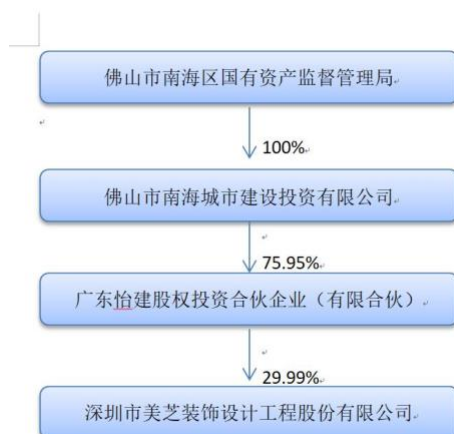 佛山市南海区国有资产监督管理局
100%
佛山市南海城市建设投资有限公司
75.95%
广东怡建股权投资合伙企业（有限合伙）
29.99%
深圳市美芝装饰设计工程股份有限公司